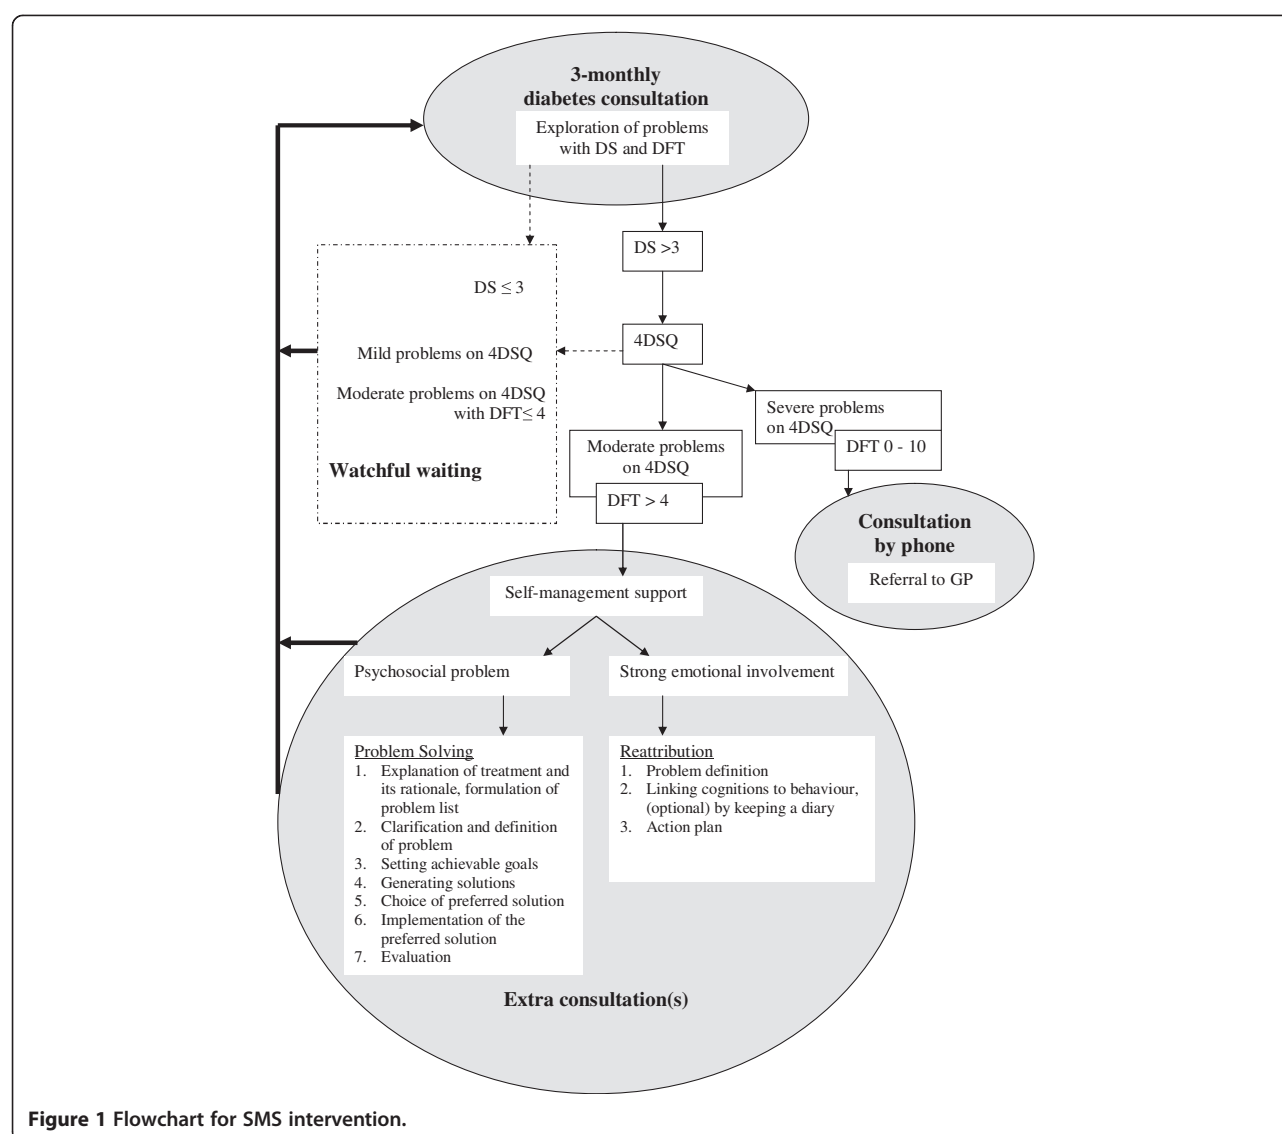 3-monthly
diabetes consultation
Exploration of problems
with DS and DFT
DS >3
DS ≤ 3
4DSQ
Mild problems on 4DSQ
Moderate problems on 4DSQ
with DFT≤ 4
Watchful waiting
Severe problems
on 4DSQ
DFT 0 - 10
Moderate problems
on 4DSQ
DFT > 4
Consultation
by phone
Referral to GP
Self-management support
Psychosocial problem
Strong emotional involvement
Problem Solving
1. Explanation of treatment and
its rationale, formulation of
problem list
2. Clarification and definition
of problem
3. Setting achievable goals
4. Generating solutions
5. Choice of preferred solution
6. Implementation of the
preferred solution
7. Evaluation
Reattribution
1. Problem definition
2. Linking cognitions to behaviour,
(optional) by keeping a diary
3. Action plan
Extra consultation(s)
Figure 1 Flowchart for SMS intervention.